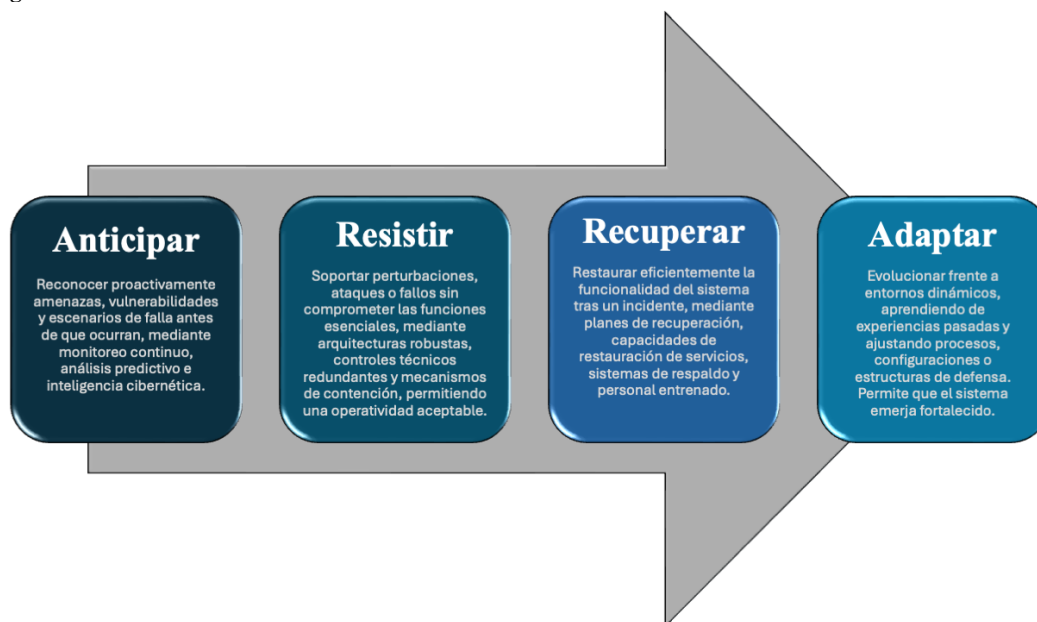 Anticipar
Reconocer proactivamente
amenazas, vulnerabilidades
y escenarios de falla antes
de que ocurran, mediante
monitoreo continuo,
análisis predictivo e
inteligencia cibernética.
Resistir
Soportar perturbaciones,
ataques o fallos sin
comprometer las funciones
esenciales, mediante
arquitecturas robustas,
controles técnicos
redundantes y mecanismos
de contención, permitiendo
una operatividad aceptable.
Recuperar
Restaurar eficientemente la
funcionalidad del sistema
tras un incidente, mediante
planes de recuperación,
capacidades de
restauración de servicios,
sistemas de respaldo y
personal entrenado.
Adaptar
Evolucionar frente a
entornos dinámicos,
aprendiendo de
experiencias pasadas y
ajustando procesos,
configuraciones o
estructuras de defensa.
Permite que el sistema
emerja fortalecido.